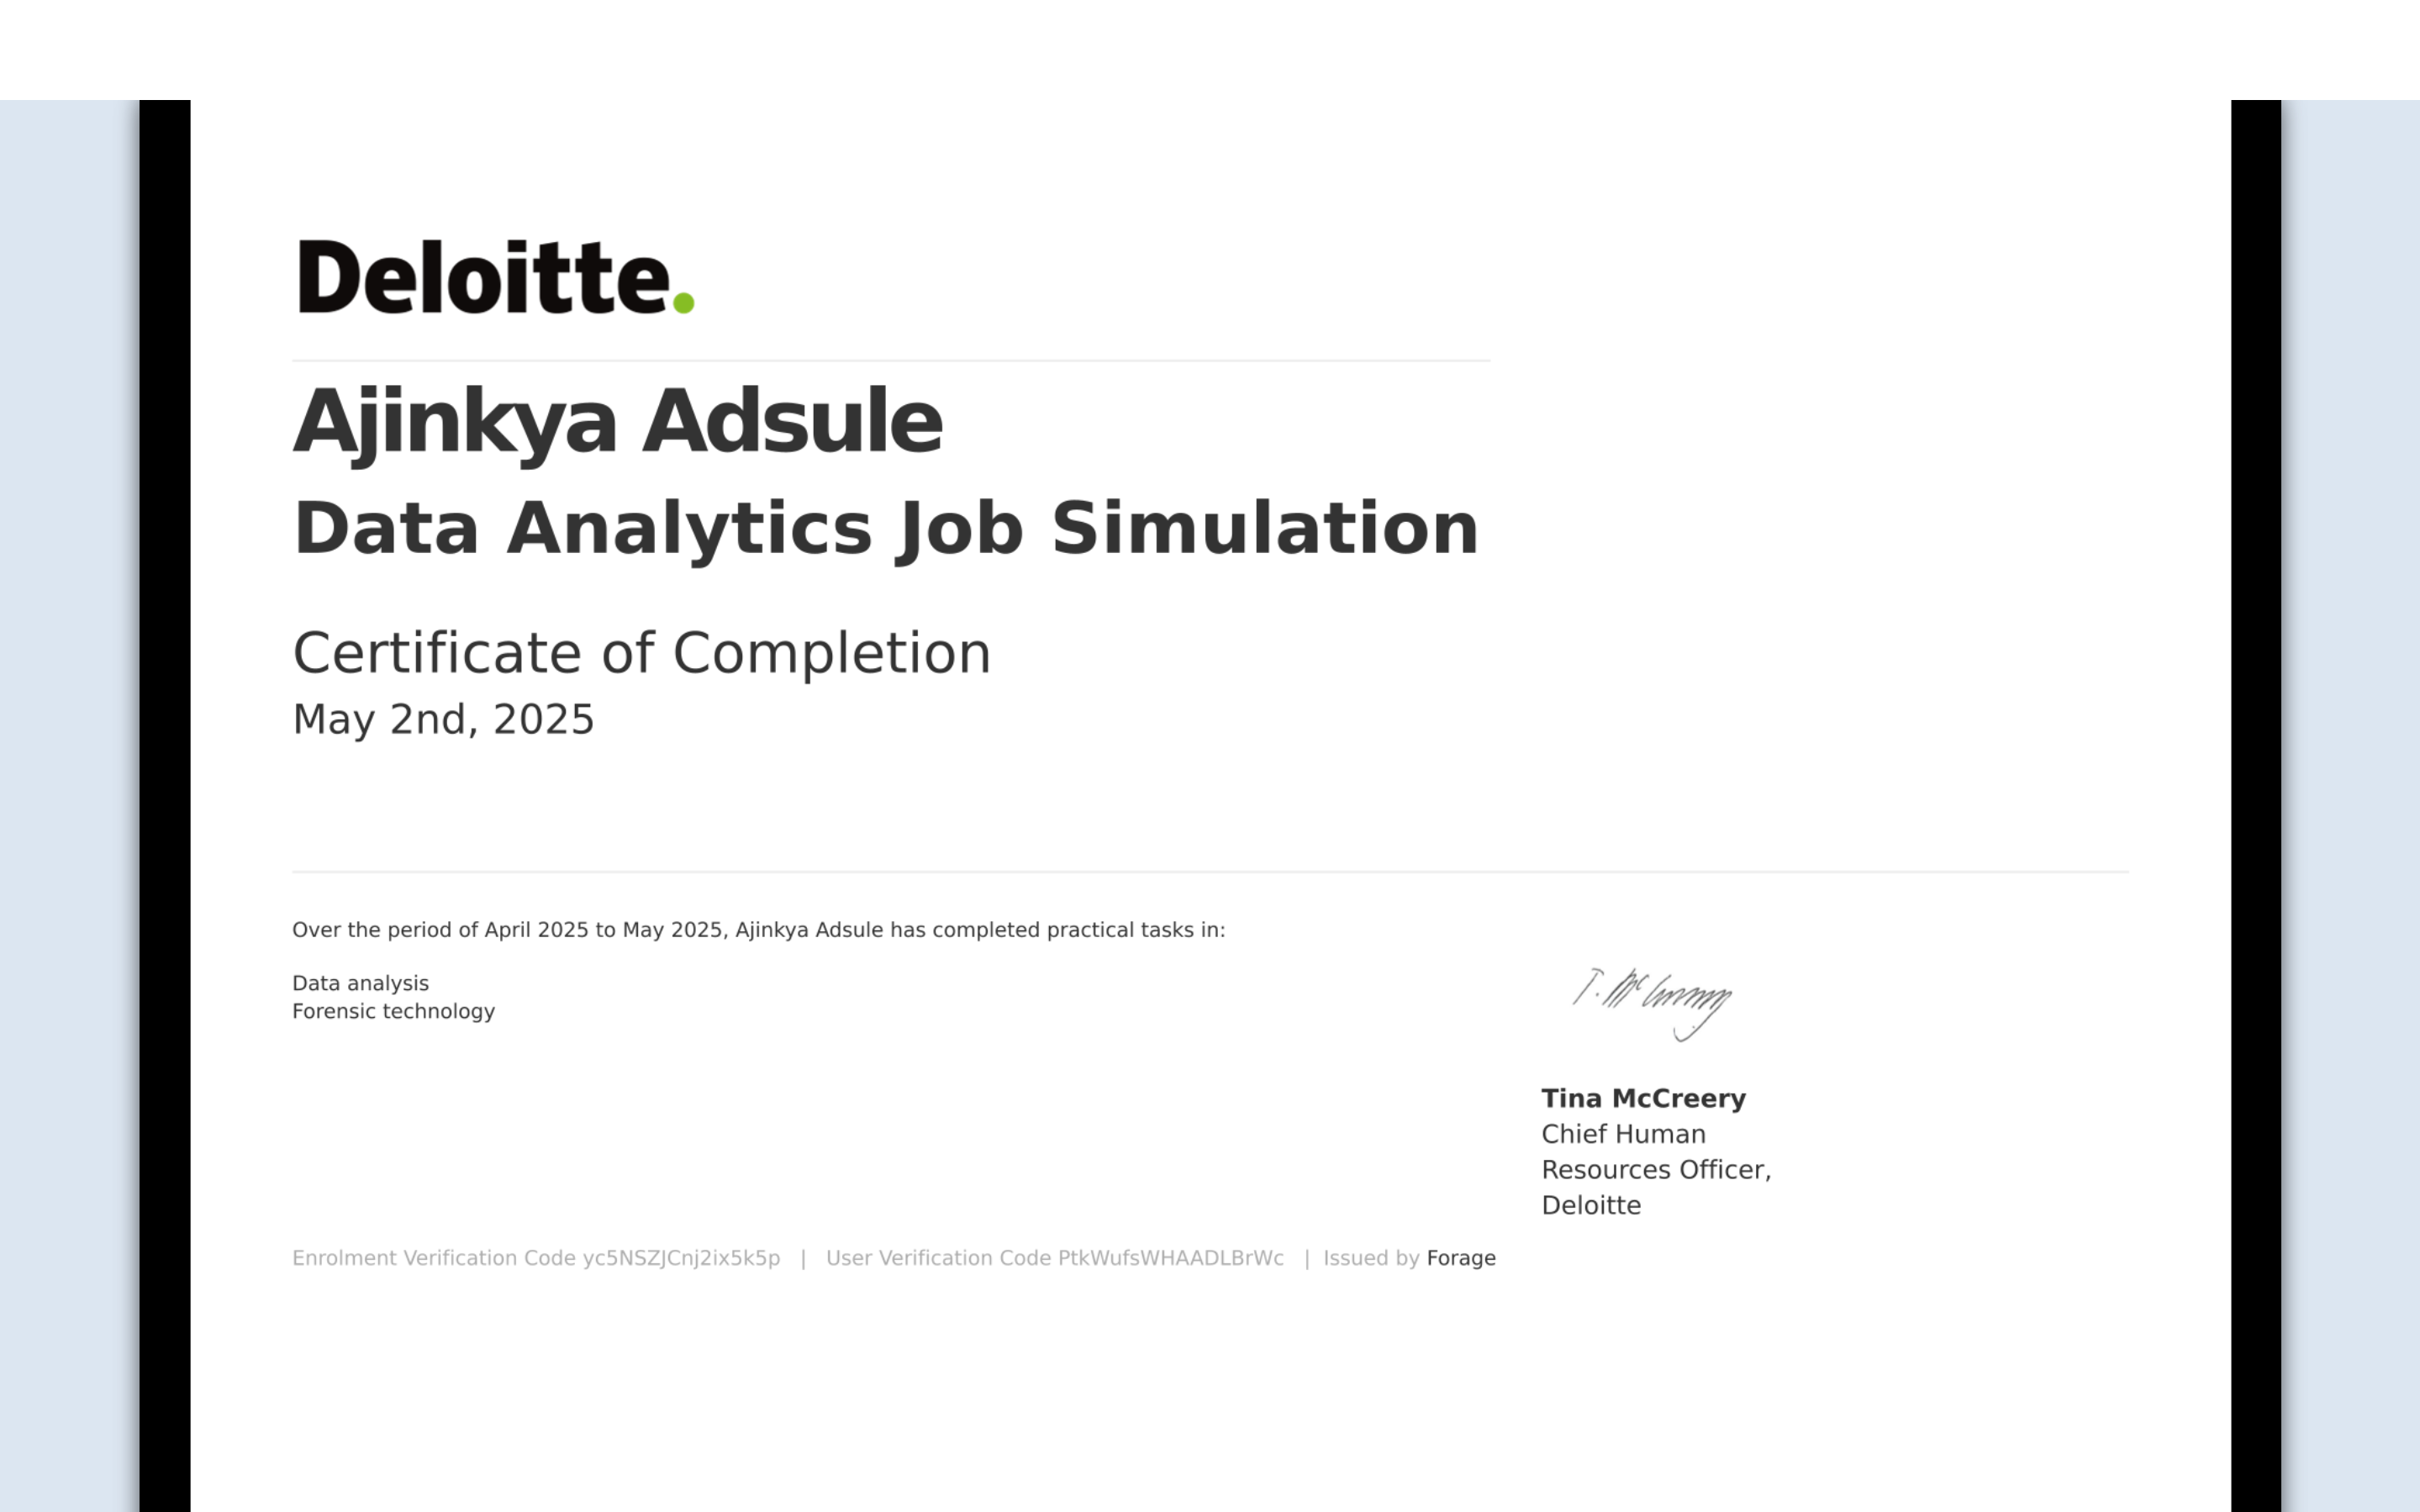 Deloitte.
Ajinkya Adsule
Data Analytics Job Simulation
Certificate of Completion
May 2nd, 2025
Over the period of April 2025 to May 2025, Ajinkya Adsule has completed practical tasks in:
Data analysis
Forensic technology
T. McCreery
Tina McCreery
Chief Human
Resources Officer,
Deloitte
Enrolment Verification Code yc5NSZJCnj2ix5k5p | User Verification Code PtkWufsWHAADLBrWc | Issued by Forage